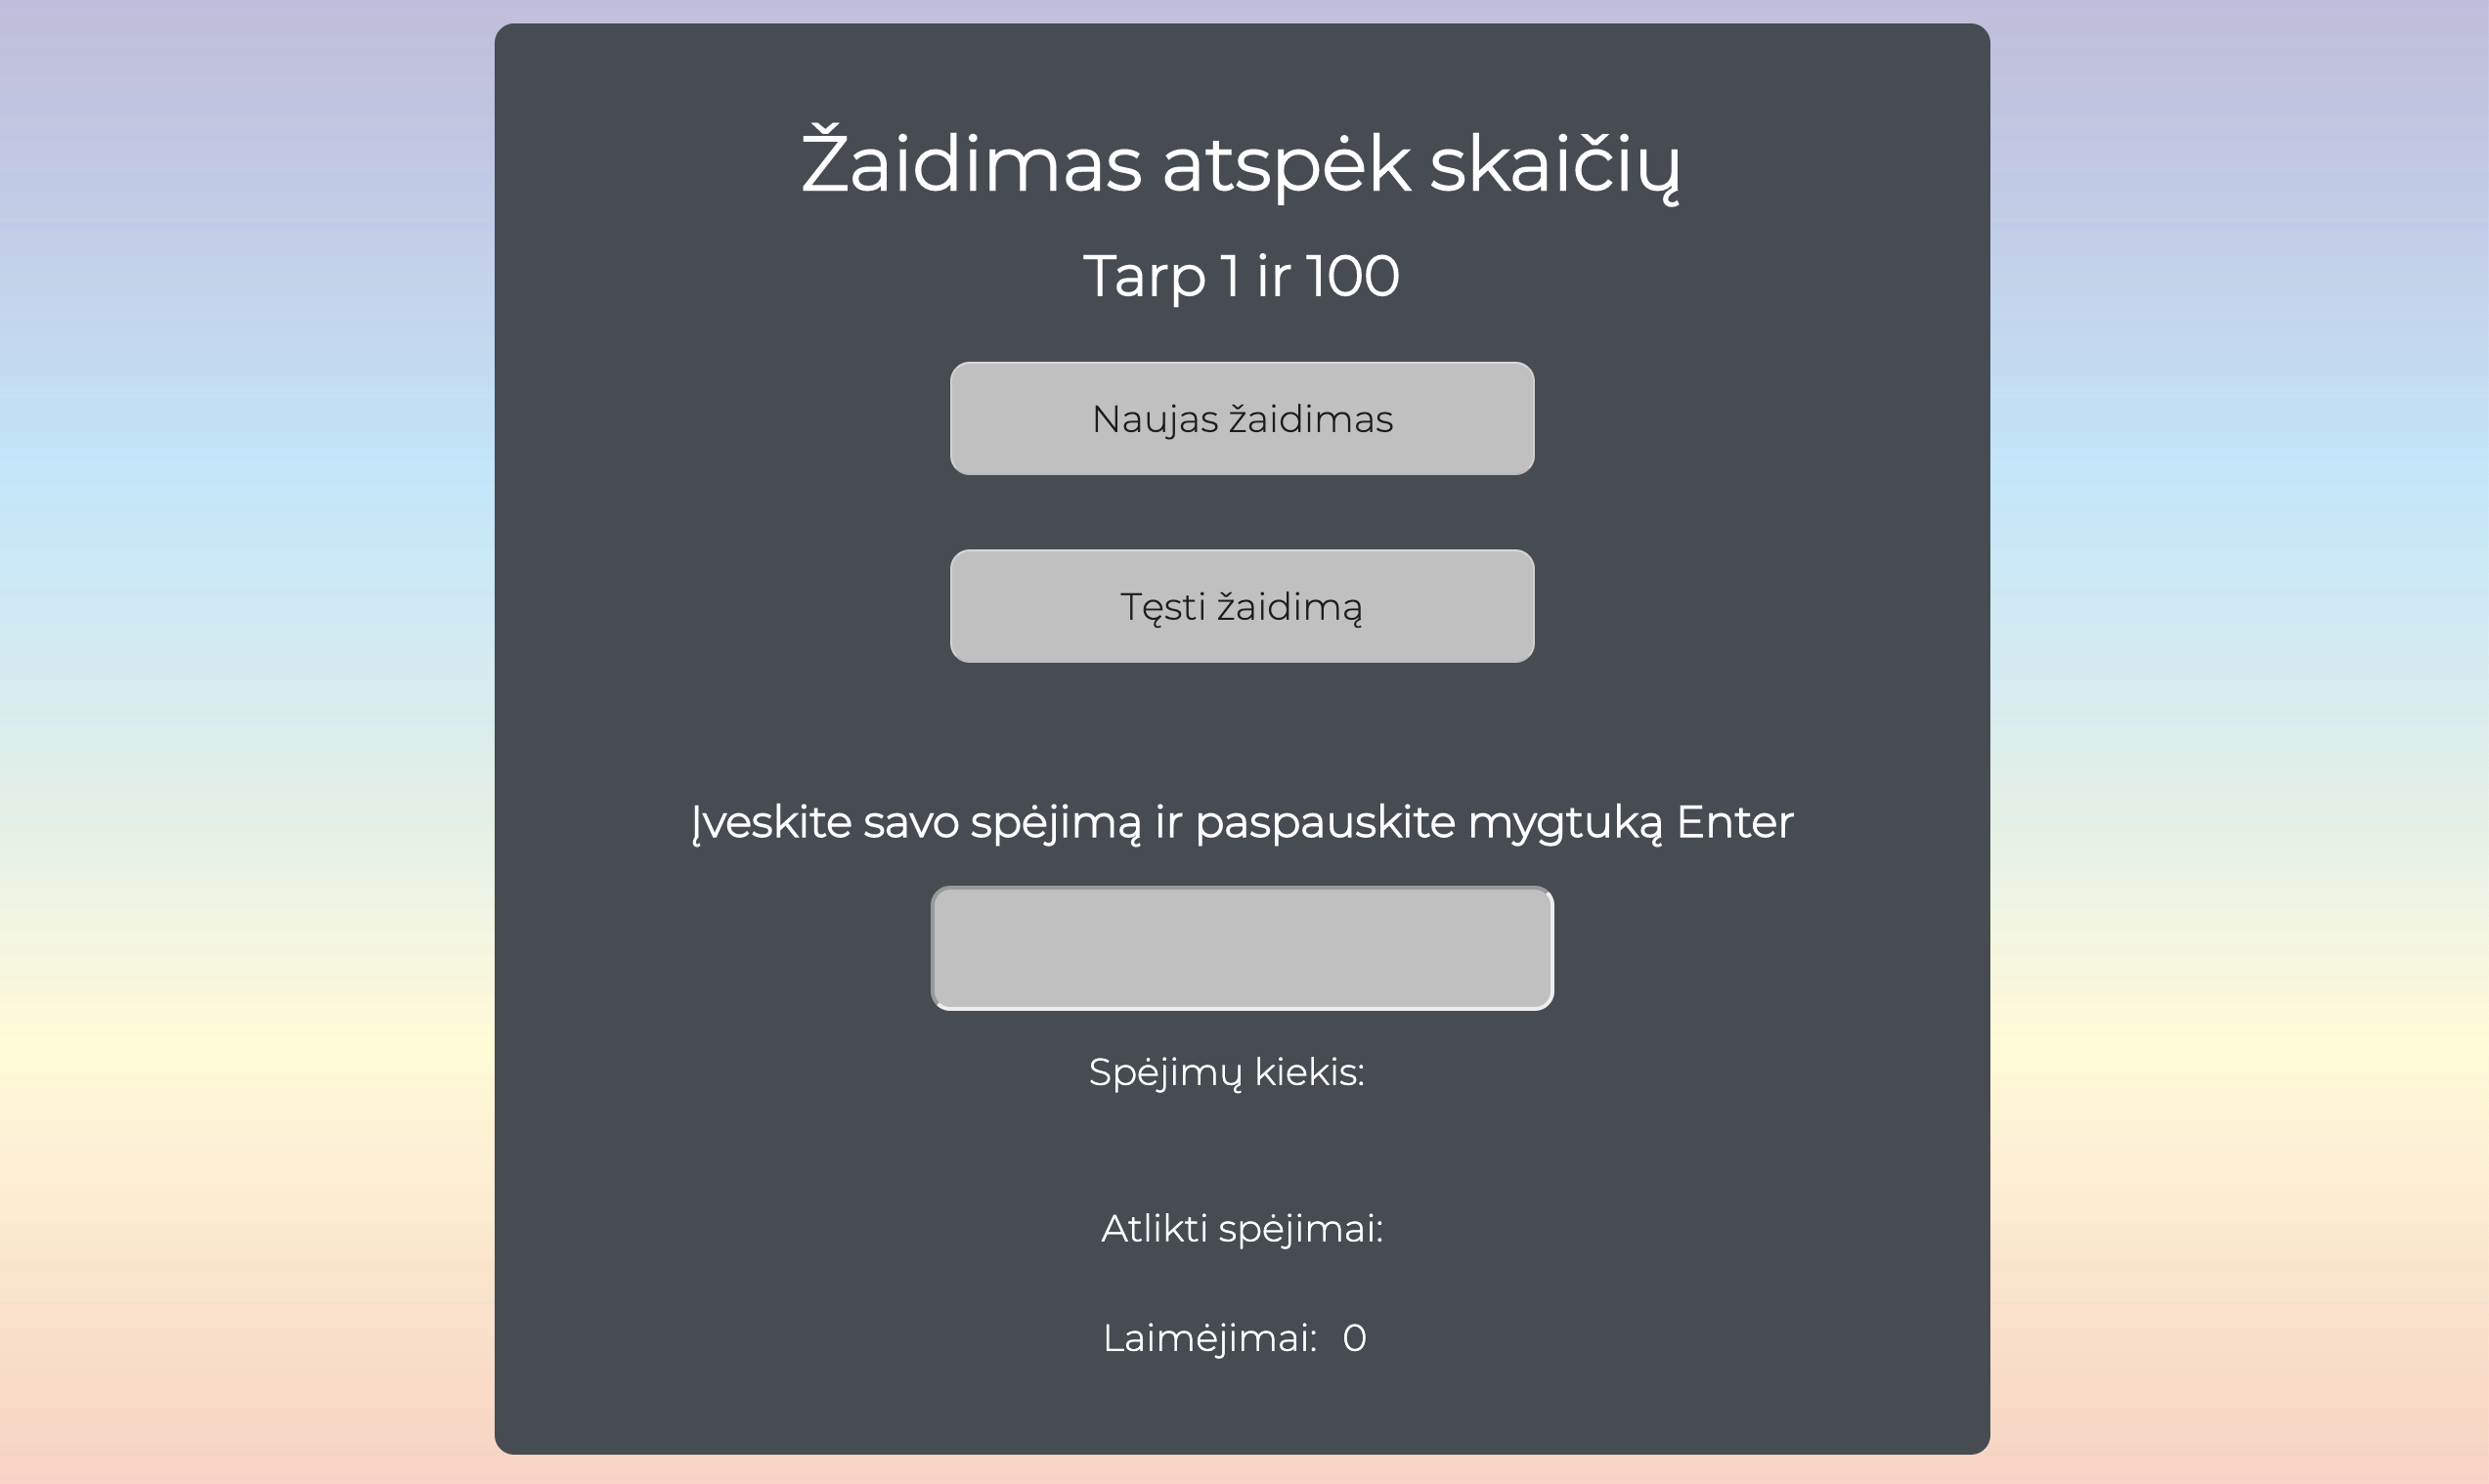 Žaidimas atspėk skaičių
Tarp 1 ir 100
Naujas žaidimas
Tęsti žaidimą
Įveskite savo spėjimą ir paspauskite mygtuką Enter
Spėjimų kiekis:
Atlikti spėjimai:
Laimėjimai: 0